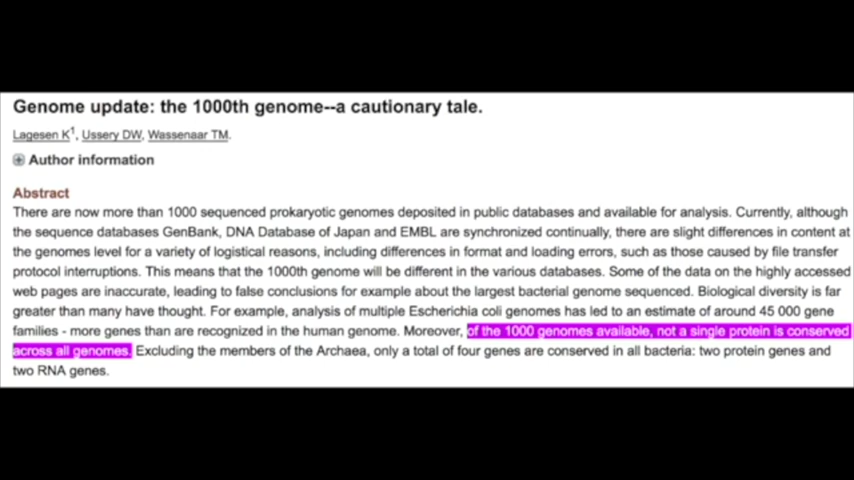 Genome update: the 1000th genome--a cautionary tale.
Lagesen K1, Ussery DW, Wassenaar TM.
Author information
Abstract
There are now more than 1000 sequenced prokaryotic genomes deposited in public databases and available for analysis. Currently, although
the sequence databases GenBank, DNA Database of Japan and EMBL are synchronized continually, there are slight differences in content at
the genomes level for a variety of logistical reasons, including differences in format and loading errors, such as those caused by file transfer
protocol interruptions. This means that the 1000th genome will be different in the various databases. Some of the data on the highly accessed
web pages are inaccurate, leading to false conclusions for example about the largest bacterial genome sequenced. Biological diversity is far
greater than many have thought. For example, analysis of multiple Escherichia coli genomes has led to an estimate of around 45 000 gene
families - more genes than are recognized in the human genome. Moreover, of the 1000 genomes available, not a single protein is conserved
across all genomes. Excluding the members of the Archaea, only a total of four genes are conserved in all bacteria: two protein genes and
two RNA genes.